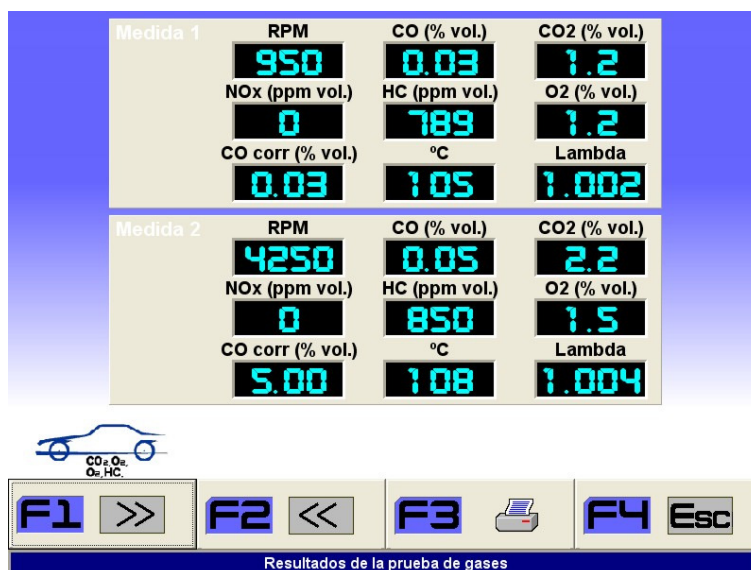 Medida 1 RPM CO (% vol.) CO2 (% vol.)
950 0.03 1.2
NOx (ppm vol.) HC (ppm vol.) O2 (% vol.)
0 789 1.2
CO corr (% vol.) ºC Lambda
0.03 105 1.002
Medida 2 RPM CO (% vol.) CO2 (% vol.)
4250 0.05 2.2
NOx (ppm vol.) HC (ppm vol.) O2 (% vol.)
0 850 1.5
CO corr (% vol.) ºC Lambda
5.00 108 1.004
CO2, O2,
O2, HC,
F1 >> F2 << F3 F4 Esc
Resultados de la prueba de gases